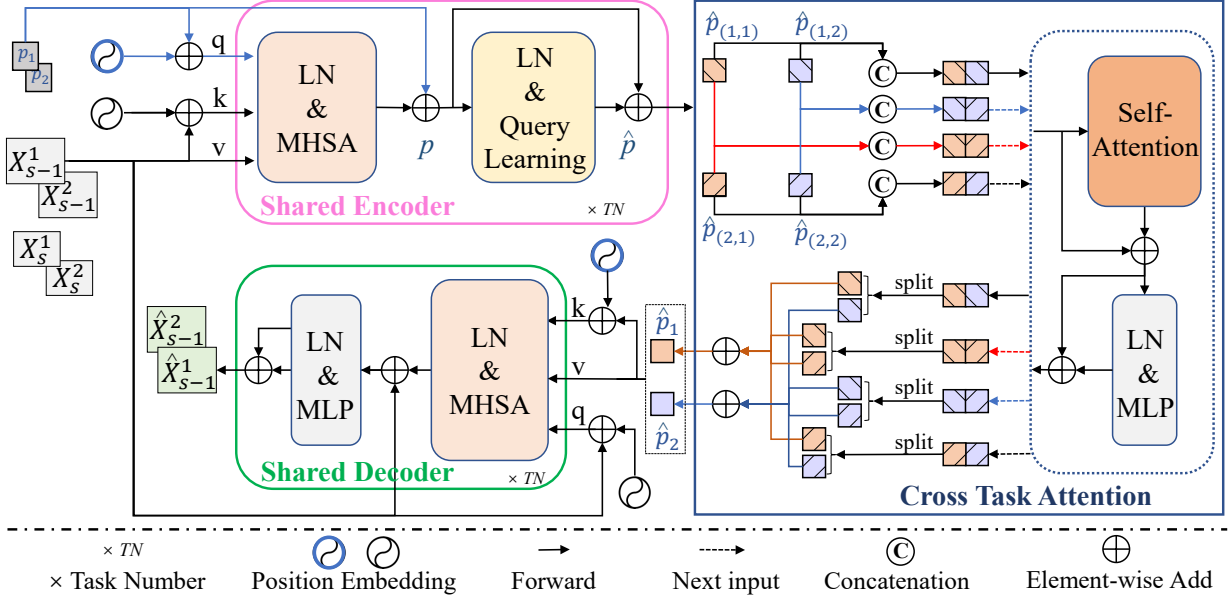 p₁
p₂
q
k
v
LN
&
MHSA
p
LN
&
Query
Learning
p̂
Shared Encoder
× TN
X¹ₛ₋₁
X²ₛ₋₁
X¹ₛ
X²ₛ
p̂₍₁,₁₎
p̂₍₁,₂₎
C
C
C
C
p̂₍₂,₁₎
p̂₍₂,₂₎
Self-
Attention
LN
&
MLP
split
split
split
split
Cross Task Attention
p̂₁
p̂₂
k
v
q
LN
&
MHSA
LN
&
MLP
Shared Decoder
× TN
X̂²ₛ₋₁
X̂¹ₛ₋₁
× TN
× Task Number
Position Embedding
Forward
Next input
C
Concatenation
Element-wise Add